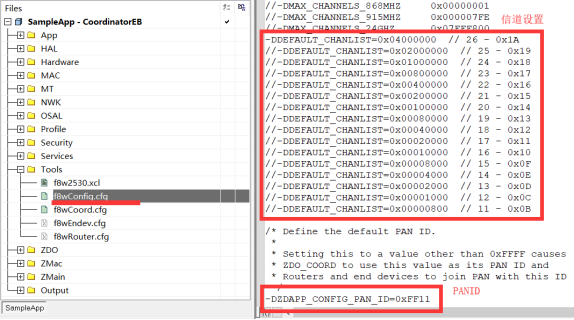 Files
SampleApp - CoordinatorEB
App
HAL
Hardware
MAC
MT
NWK
OSAL
Profile
Security
Services
Tools
f8w2530.xcl
f8wConfig.cfg
f8wCoord.cfg
f8wEndev.cfg
f8wRouter.cfg
ZDO
ZMac
ZMain
Output
SampleApp
//-DMAX_CHANNELS_868MHZ 0x00000001
//-DMAX_CHANNELS_915MHZ 0x000007FE
//-DMAX_CHANNELS_24GHZ 0x07FFF800
信道设置
-DDEFAULT_CHANLIST=0x04000000 // 26 - 0x1A
//-DDEFAULT_CHANLIST=0x02000000 // 25 - 0x19
//-DDEFAULT_CHANLIST=0x01000000 // 24 - 0x18
//-DDEFAULT_CHANLIST=0x00800000 // 23 - 0x17
//-DDEFAULT_CHANLIST=0x00400000 // 22 - 0x16
//-DDEFAULT_CHANLIST=0x00200000 // 21 - 0x15
//-DDEFAULT_CHANLIST=0x00100000 // 20 - 0x14
//-DDEFAULT_CHANLIST=0x00080000 // 19 - 0x13
//-DDEFAULT_CHANLIST=0x00040000 // 18 - 0x12
//-DDEFAULT_CHANLIST=0x00020000 // 17 - 0x11
//-DDEFAULT_CHANLIST=0x00010000 // 16 - 0x10
//-DDEFAULT_CHANLIST=0x00008000 // 15 - 0x0F
//-DDEFAULT_CHANLIST=0x00004000 // 14 - 0x0E
//-DDEFAULT_CHANLIST=0x00002000 // 13 - 0x0D
//-DDEFAULT_CHANLIST=0x00001000 // 12 - 0x0C
//-DDEFAULT_CHANLIST=0x00000800 // 11 - 0x0B
/* Define the default PAN ID.
*
* Setting this to a value other than 0xFFFF causes
* ZDO_COORD to use this value as its PAN ID and
* Routers and end devices to join PAN with this ID
PANID
-DZDAPP_CONFIG_PAN_ID=0xFF11